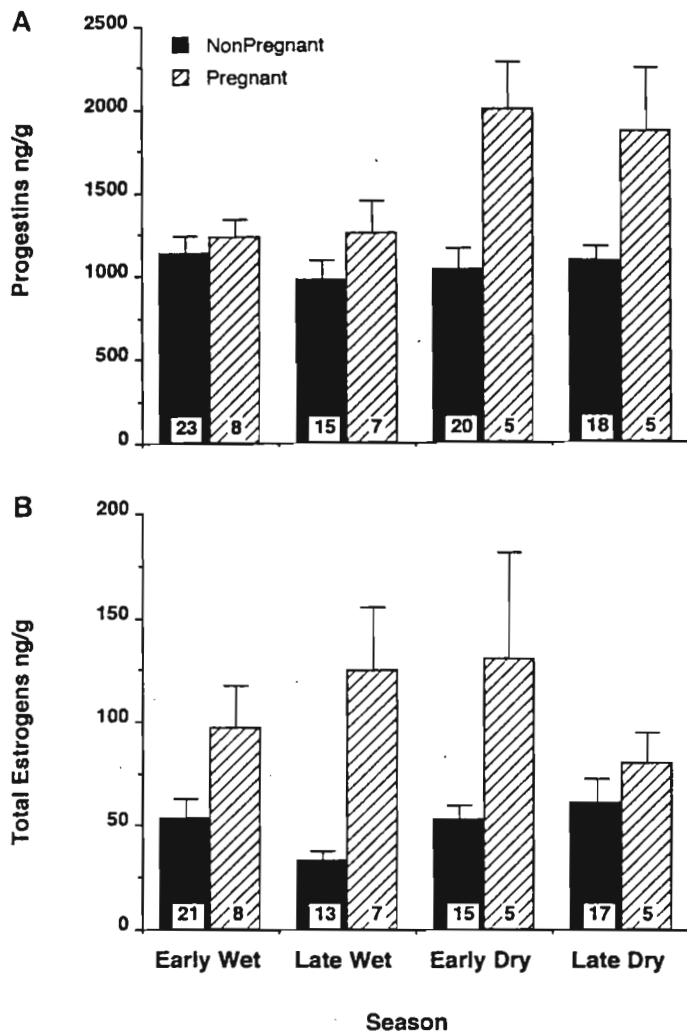 A
NonPregnant
Pregnant
Progestins ng/g
2500
2000
1500
1000
500
0
23 8 15 7 20 5 18 5
B
Total Estrogens ng/g
200
150
100
50
0
21 8 13 7 15 5 17 5
Early Wet Late Wet Early Dry Late Dry
Season